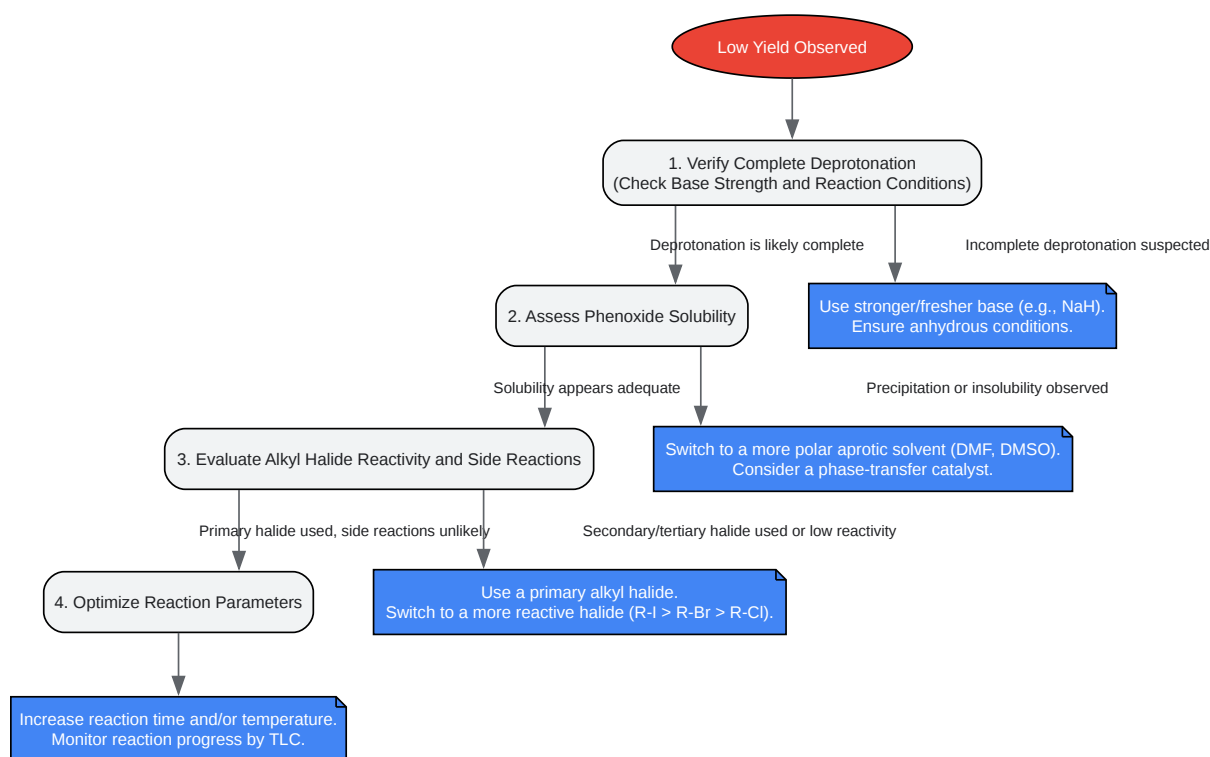 Low Yield Observed
1. Verify Complete Deprotonation
(Check Base Strength and Reaction Conditions)
Deprotonation is likely complete
Incomplete deprotonation suspected
2. Assess Phenoxide Solubility
Use stronger/fresher base (e.g., NaH).
Ensure anhydrous conditions.
Solubility appears adequate
Precipitation or insolubility observed
3. Evaluate Alkyl Halide Reactivity and Side Reactions
Switch to a more polar aprotic solvent (DMF, DMSO).
Consider a phase-transfer catalyst.
Primary halide used, side reactions unlikely
Secondary/tertiary halide used or low reactivity
4. Optimize Reaction Parameters
Use a primary alkyl halide.
Switch to a more reactive halide (R-I > R-Br > R-Cl).
Increase reaction time and/or temperature.
Monitor reaction progress by TLC.